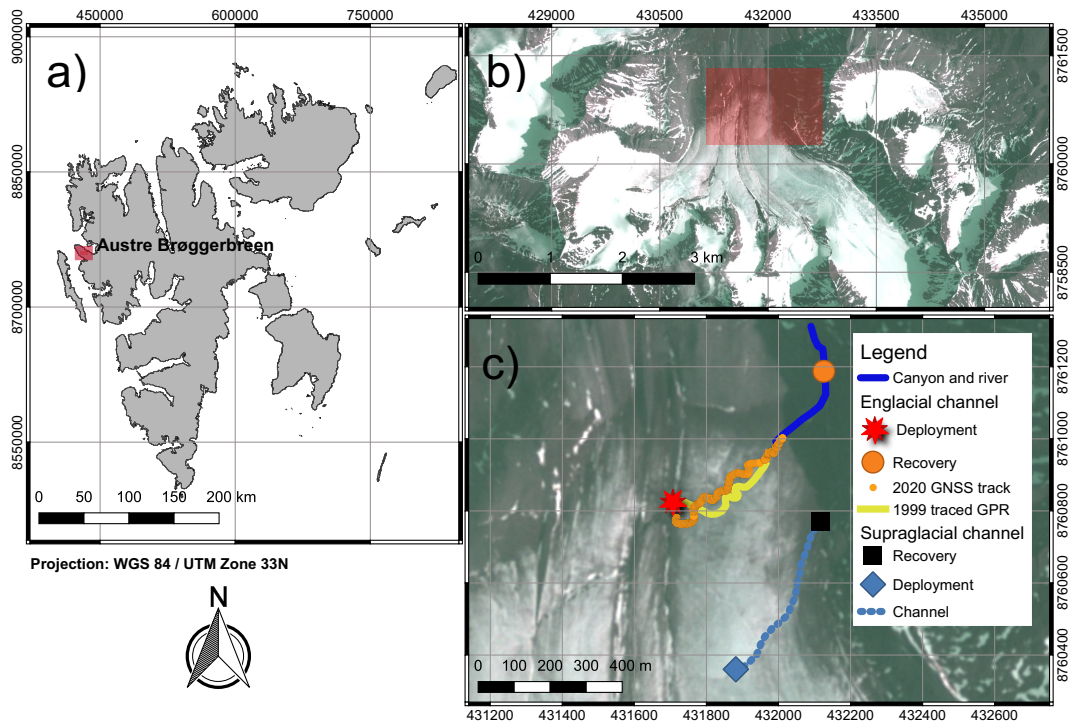 450000 600000 750000
9000000
8850000
8700000
8550000
a)
Austre Brøggerbreen
0 50 100 150 200 km
Projection: WGS 84 / UTM Zone 33N
N
429000 430500 432000 433500 435000
8761500
8760000
8758500
b)
0 1 2 3 km
c)
8761200
8761000
8760800
8760600
8760400
Legend
Canyon and river
Englacial channel
Deployment
Recovery
2020 GNSS track
1999 traced GPR
Supraglacial channel
Recovery
Deployment
Channel
0 100 200 300 400 m
431200 431400 431600 431800 432000 432200 432400 432600